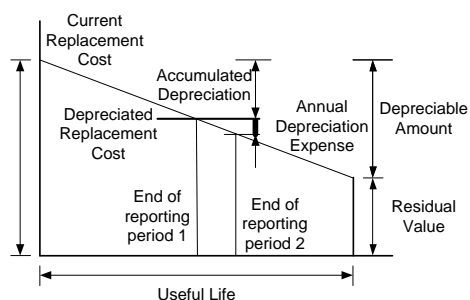 Current
Replacement
Cost
Accumulated
Depreciation
Depreciated
Replacement
Cost
Annual
Depreciation
Expense
Depreciable
Amount
End of
reporting
period 1
End of
reporting
period 2
Residual
Value
Useful Life